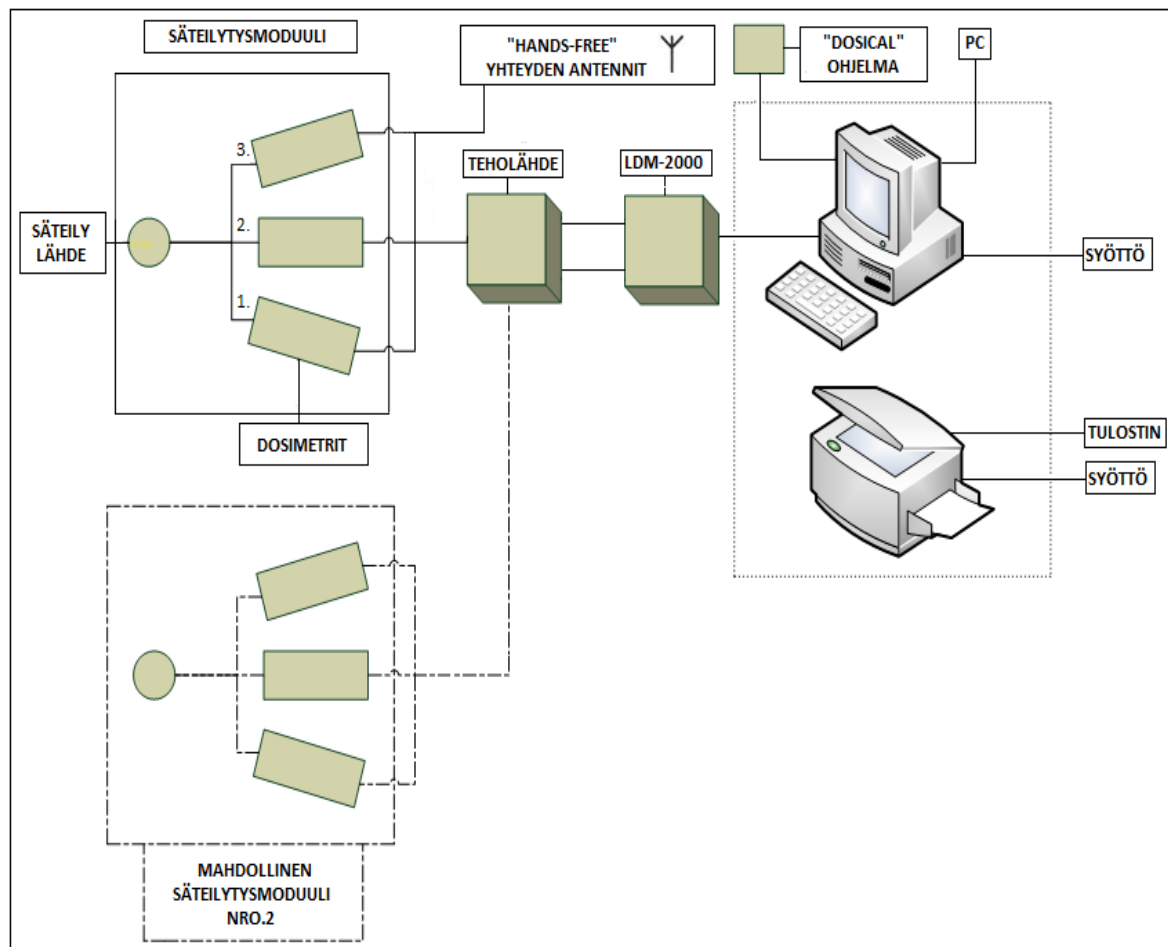 SÄTEILYTYSMODUULI
"HANDS-FREE"
YHTEYDEN ANTENNIT
"DOSICAL"
OHJELMA
PC
3.
TEHOLÄHDE
LDM-2000
SÄTEILY
LÄHDE
2.
SYÖTTÖ
1.
DOSIMETRIT
TULOSTIN
SYÖTTÖ
MAHDOLLINEN
SÄTEILYTYSMODUULI
NRO.2